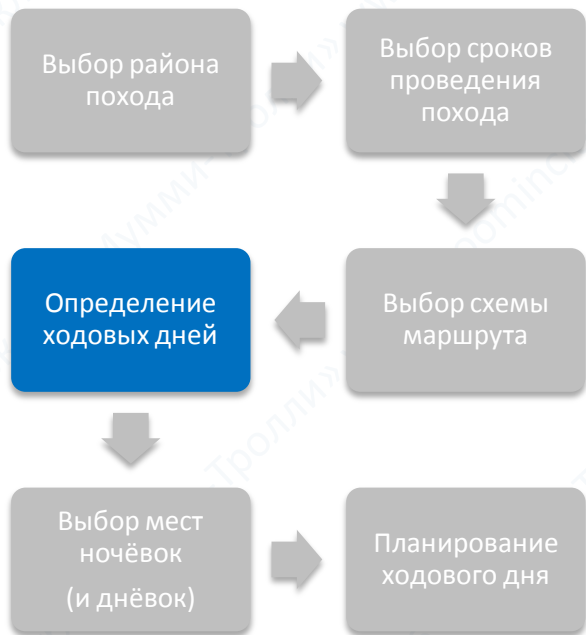 Выбор района
похода
Выбор сроков
проведения
похода
Определение
ходовых дней
Выбор схемы
маршрута
Выбор мест
ночёвок
(и днёвок)
Планирование
ходового дня